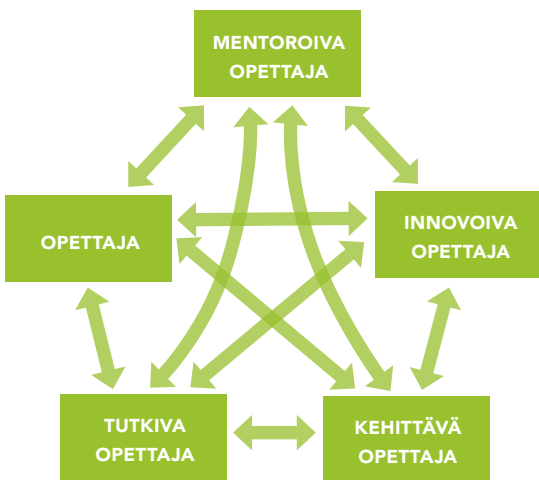 MENTOROIVA
OPETTAJA
OPETTAJA
INNOVOIVA
OPETTAJA
TUTKIVA
OPETTAJA
KEHITTÄVÄ
OPETTAJA